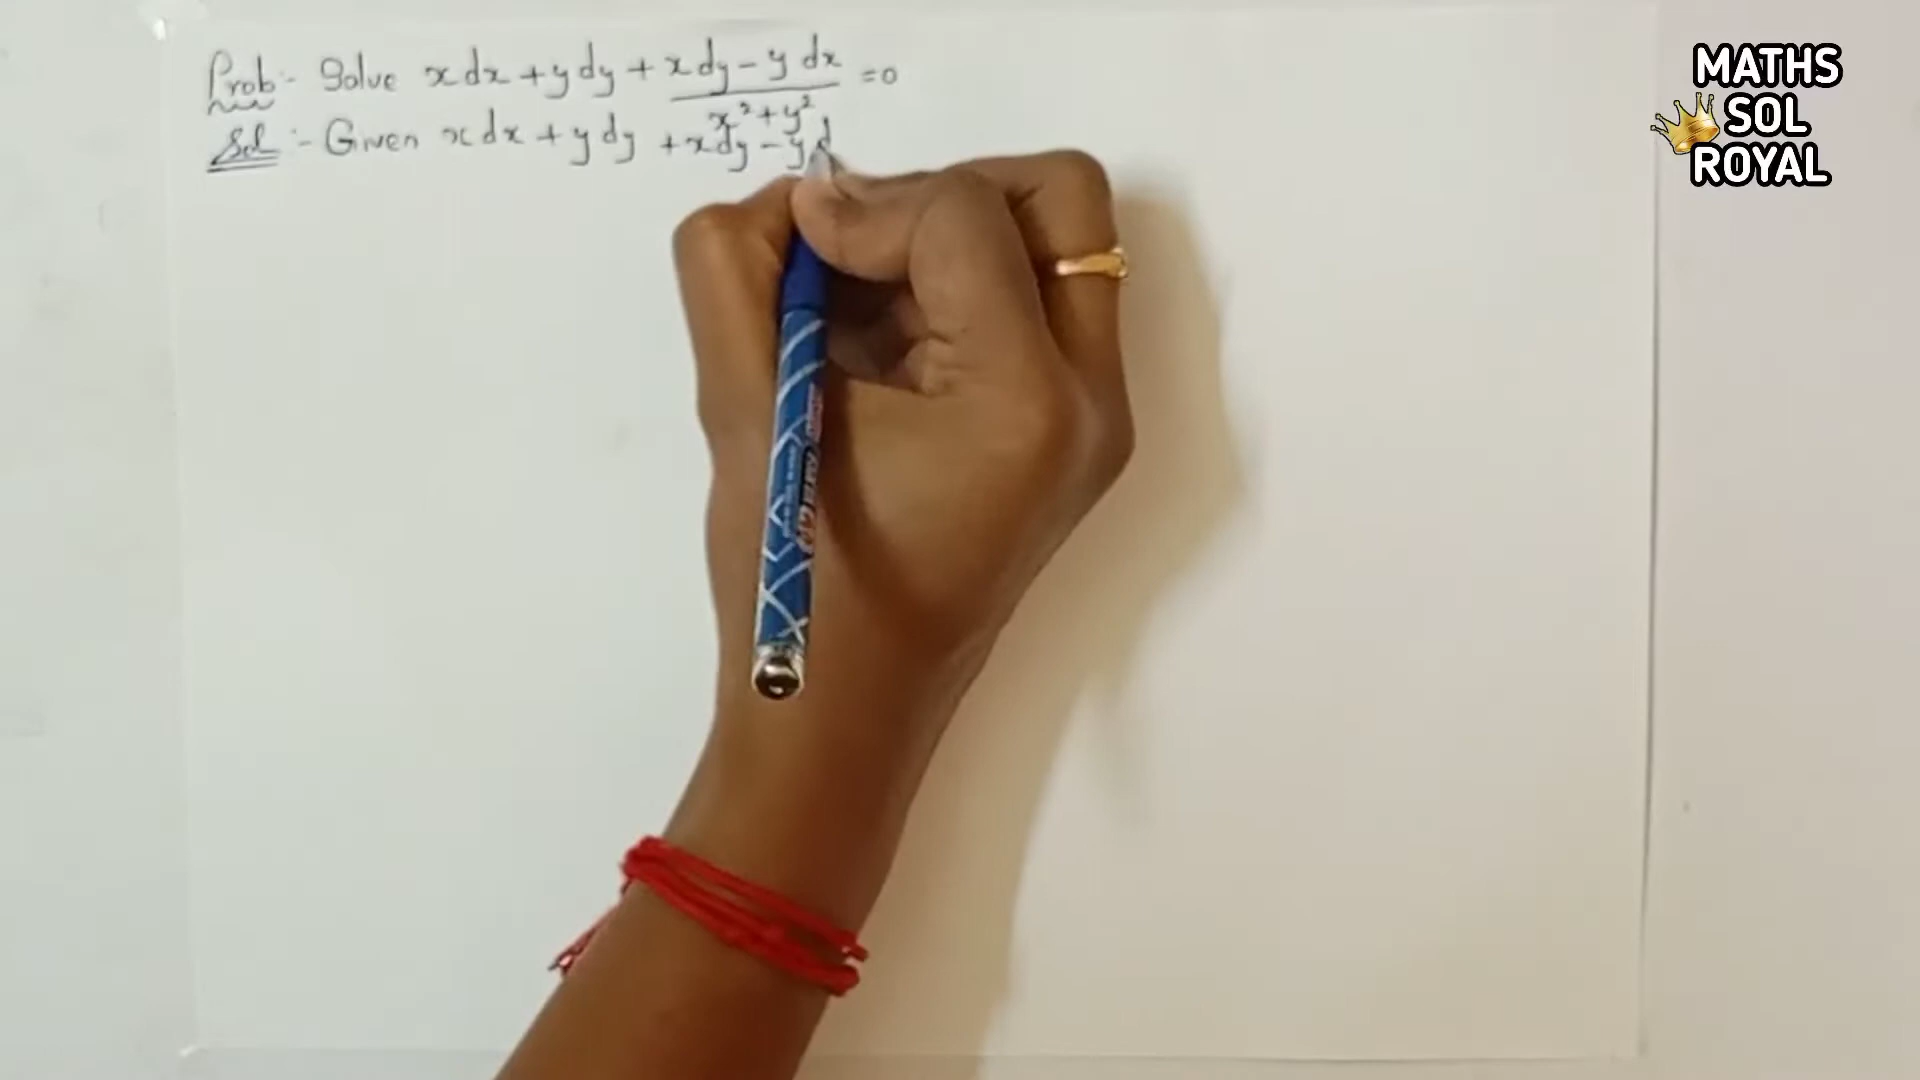 Prob:- Solve x dx + y dy + x dy - y dx / x² + y² = 0
Sol:- Given x dx + y dy + x dy - y d
MATHS
SOL
ROYAL